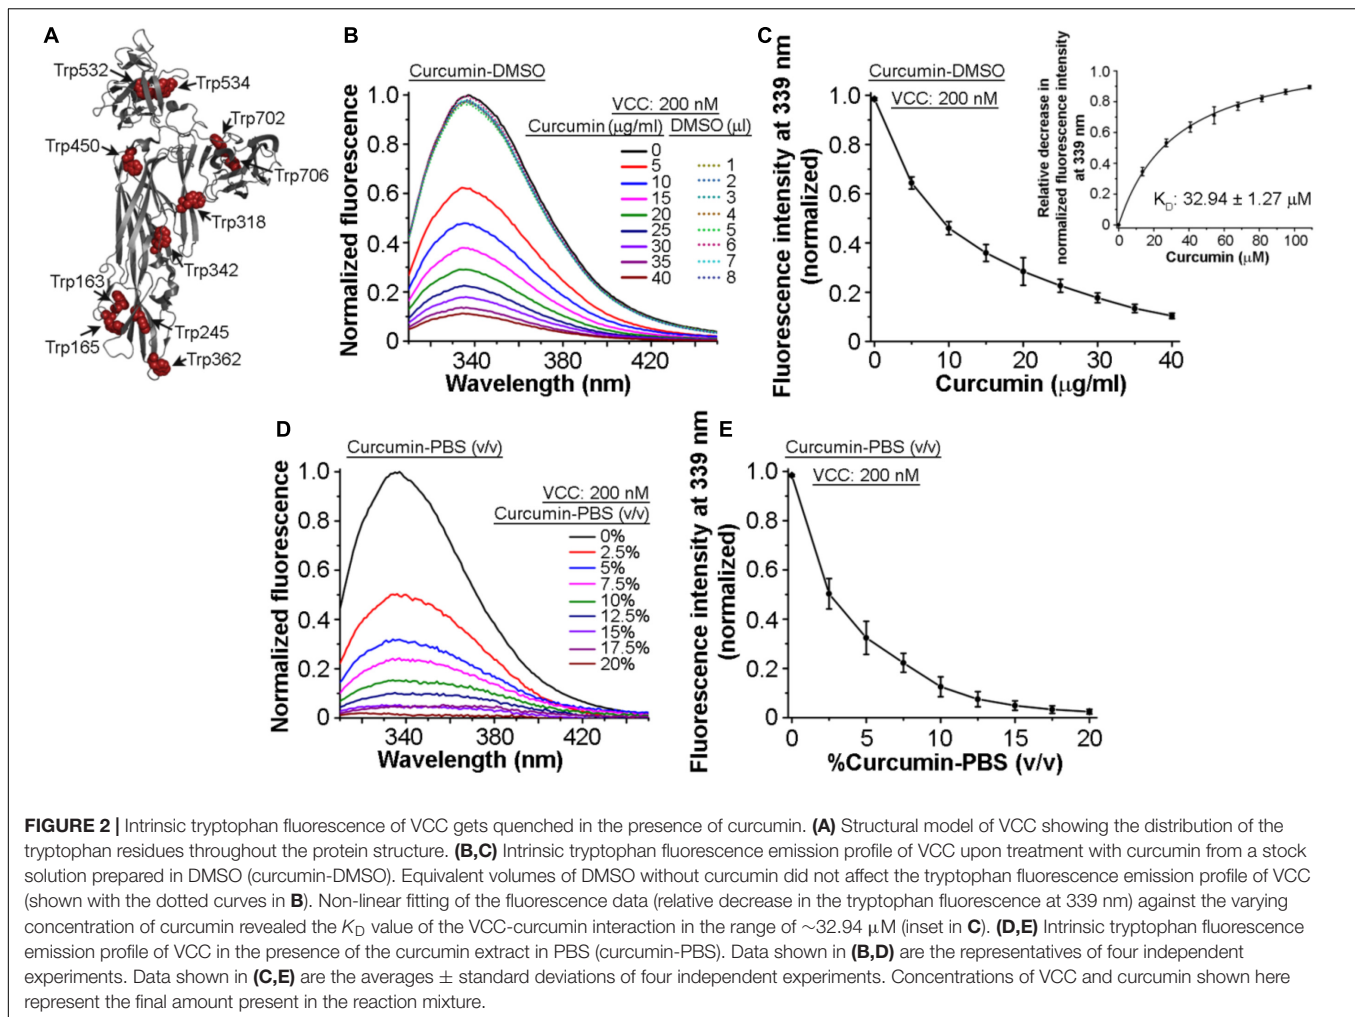 A
Trp532
Trp534
Trp702
Trp450
Trp706
Trp318
Trp342
Trp163
Trp245
Trp165
Trp362
B
Curcumin-DMSO
VCC: 200 nM
Curcumin (μg/ml) DMSO (μl)
0
5 1
10 2
15 3
20 4
25 5
30 6
35 7
40 8
Normalized fluorescence
1.0
0.8
0.6
0.4
0.2
0
340 380 420
Wavelength (nm)
C
Curcumin-DMSO
VCC: 200 nM
Fluorescence intensity at 339 nm
(normalized)
1.0
0.8
0.6
0.4
0.2
0
0 10 20 30 40
Curcumin (μg/ml)
Relative decrease in
normalized fluorescence intensity
at 339 nm
1.0
0.8
0.6
0.4
0.2
0
K_D: 32.94 ± 1.27 μM
0 20 40 60 80 100
Curcumin (μM)
D
Curcumin-PBS (v/v)
VCC: 200 nM
Curcumin-PBS (v/v)
0%
2.5%
5%
7.5%
10%
12.5%
15%
17.5%
20%
Normalized fluorescence
1.0
0.8
0.6
0.4
0.2
0
340 380 420
Wavelength (nm)
E
Curcumin-PBS (v/v)
VCC: 200 nM
Fluorescence intensity at 339 nm
(normalized)
1.0
0.8
0.6
0.4
0.2
0
0 5 10 15 20
%Curcumin-PBS (v/v)
FIGURE 2 | Intrinsic tryptophan fluorescence of VCC gets quenched in the presence of curcumin. (A) Structural model of VCC showing the distribution of the
tryptophan residues throughout the protein structure. (B,C) Intrinsic tryptophan fluorescence emission profile of VCC upon treatment with curcumin from a stock
solution prepared in DMSO (curcumin-DMSO). Equivalent volumes of DMSO without curcumin did not affect the tryptophan fluorescence emission profile of VCC
(shown with the dotted curves in B). Non-linear fitting of the fluorescence data (relative decrease in the tryptophan fluorescence at 339 nm) against the varying
concentration of curcumin revealed the K_D value of the VCC-curcumin interaction in the range of ~32.94 μM (inset in C). (D,E) Intrinsic tryptophan fluorescence
emission profile of VCC in the presence of the curcumin extract in PBS (curcumin-PBS). Data shown in (B,D) are the representatives of four independent
experiments. Data shown in (C,E) are the averages ± standard deviations of four independent experiments. Concentrations of VCC and curcumin shown here
represent the final amount present in the reaction mixture.